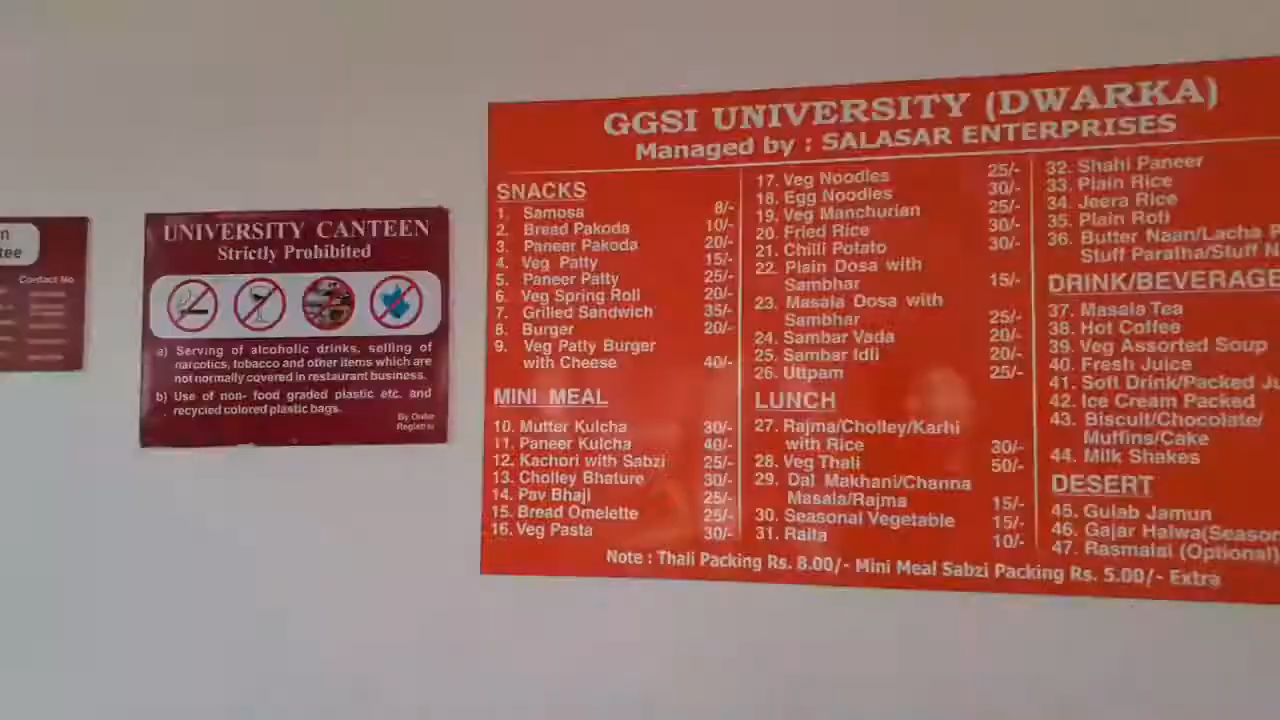 n
tee
Contact No
UNIVERSITY CANTEEN
Strictly Prohibited
a) Serving of alcoholic drinks, selling of
narcotics, tobacco and other items which are
not normally covered in restaurant business.
b) Use of non- food graded plastic etc. and
recycled colored plastic bags.
By Order
Registrar
GGSI UNIVERSITY (DWARKA)
Managed by : SALASAR ENTERPRISES
SNACKS
1. Samosa 8/-
2. Bread Pakoda 10/-
3. Paneer Pakoda 20/-
4. Veg Patty 15/-
5. Paneer Patty 25/-
6. Veg Spring Roll 20/-
7. Grilled Sandwich 35/-
8. Burger 20/-
9. Veg Patty Burger
with Cheese 40/-
MINI MEAL
10. Mutter Kulcha 30/-
11. Paneer Kulcha 40/-
12. Kachori with Sabzi 25/-
13. Cholley Bhature 30/-
14. Pav Bhaji 25/-
15. Bread Omelette 25/-
16. Veg Pasta 30/-
17. Veg Noodles 25/-
18. Egg Noodles 30/-
19. Veg Manchurian 25/-
20. Fried Rice 30/-
21. Chilli Potato 30/-
22. Plain Dosa with
Sambhar 15/-
23. Masala Dosa with
Sambhar 25/-
24. Sambar Vada 20/-
25. Sambar Idli 20/-
26. Uttpam 25/-
LUNCH
27. Rajma/Cholley/Karhi
with Rice 30/-
28. Veg Thali 50/-
29. Dal Makhani/Channa
Masala/Rajma 15/-
30. Seasonal Vegetable 15/-
31. Raita 10/-
32. Shahi Paneer
33. Plain Rice
34. Jeera Rice
35. Plain Roti
36. Butter Naan/Lacha P
Stuff Paratha/Stuff N
DRINK/BEVERAGE
37. Masala Tea
38. Hot Coffee
39. Veg Assorted Soup
40. Fresh Juice
41. Soft Drink/Packed Ju
42. Ice Cream Packed
43. Biscuit/Chocolate/
Muffins/Cake
44. Milk Shakes
DESERT
45. Gulab Jamun
46. Gajar Halwa(Season
47. Rasmalai (Optional)
Note : Thali Packing Rs. 8.00/- Mini Meal Sabzi Packing Rs. 5.00/- Extra